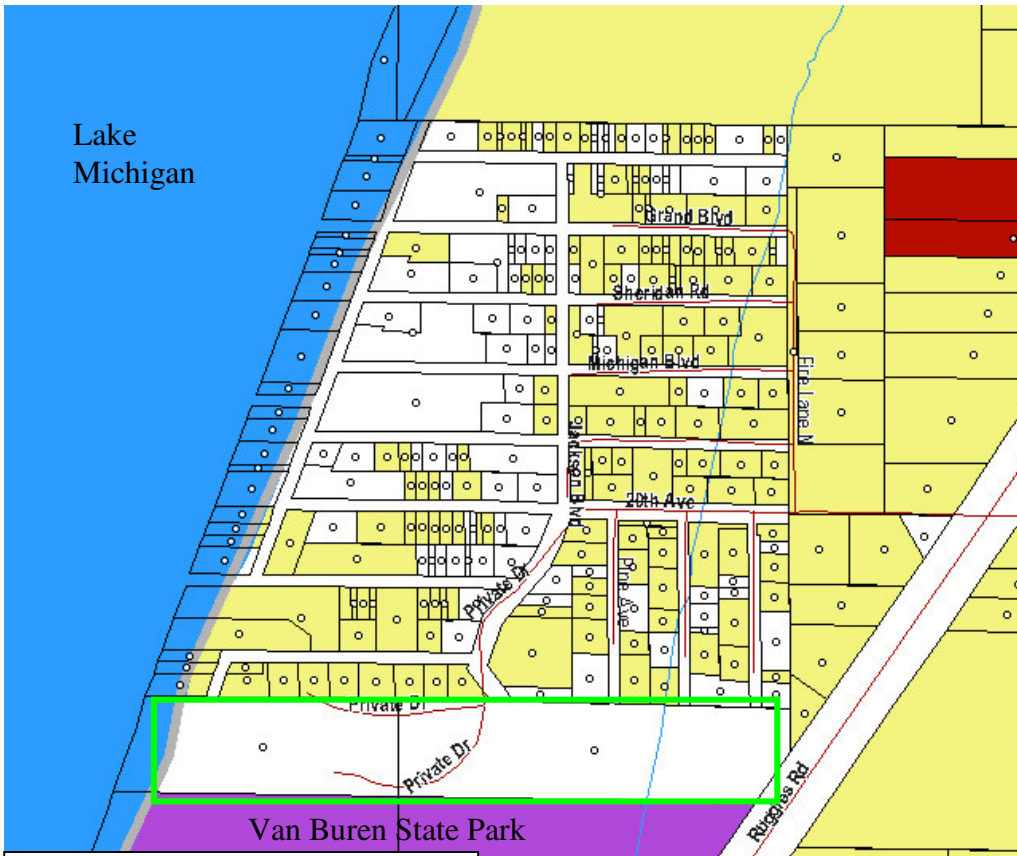 Lake
Michigan
Grand Blvd
Sheridan Rd
Michigan Blvd
Fire Lane N
Jackson Blvd
20th Ave
Pine Ave
Private Dr
Private Dr
Private Dr
Ruggles Rd
Van Buren State Park